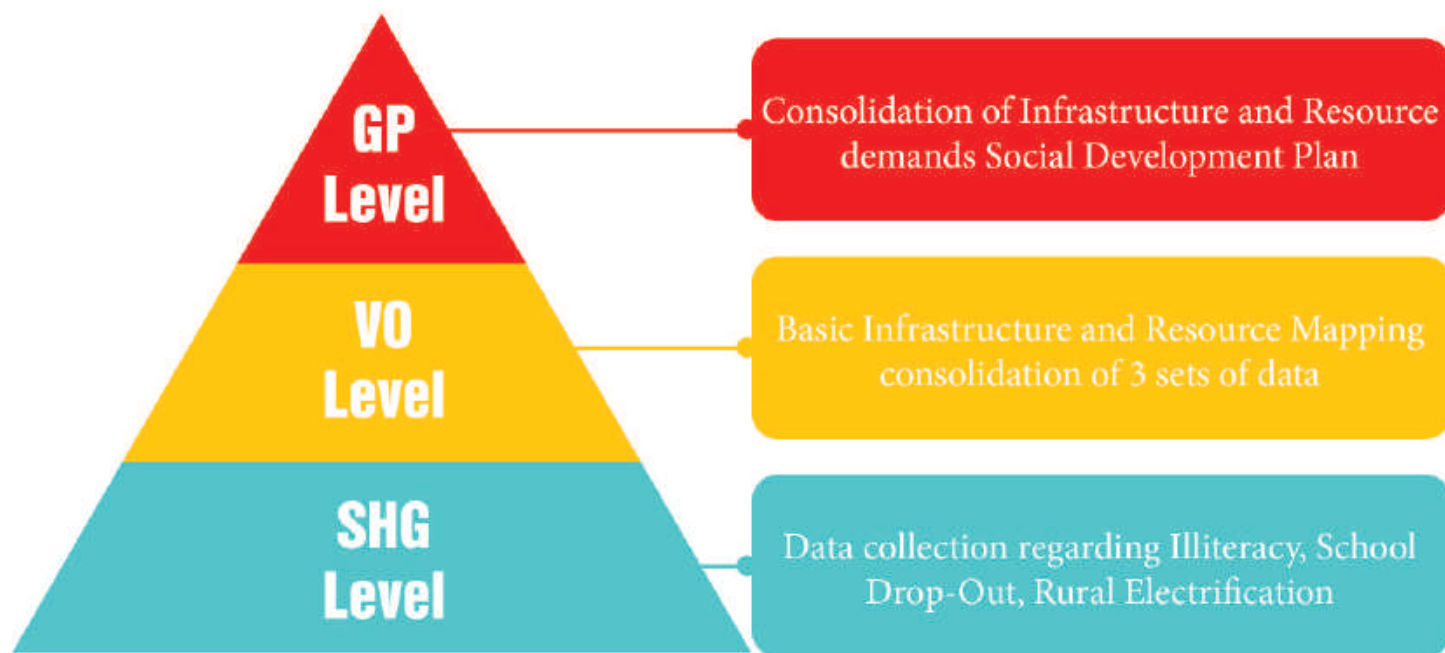 GP
Level
Consolidation of Infrastructure and Resource
demands Social Development Plan
VO
Level
Basic Infrastructure and Resource Mapping
consolidation of 3 sets of data
SHG
Level
Data collection regarding Illiteracy, School
Drop-Out, Rural Electrification